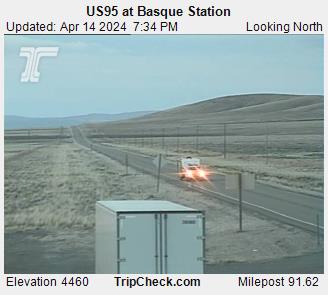 US95 at Basque Station
Updated: Apr 14 2024 7:34 PM Looking North
Elevation 4460 TripCheck.com Milepost 91.62